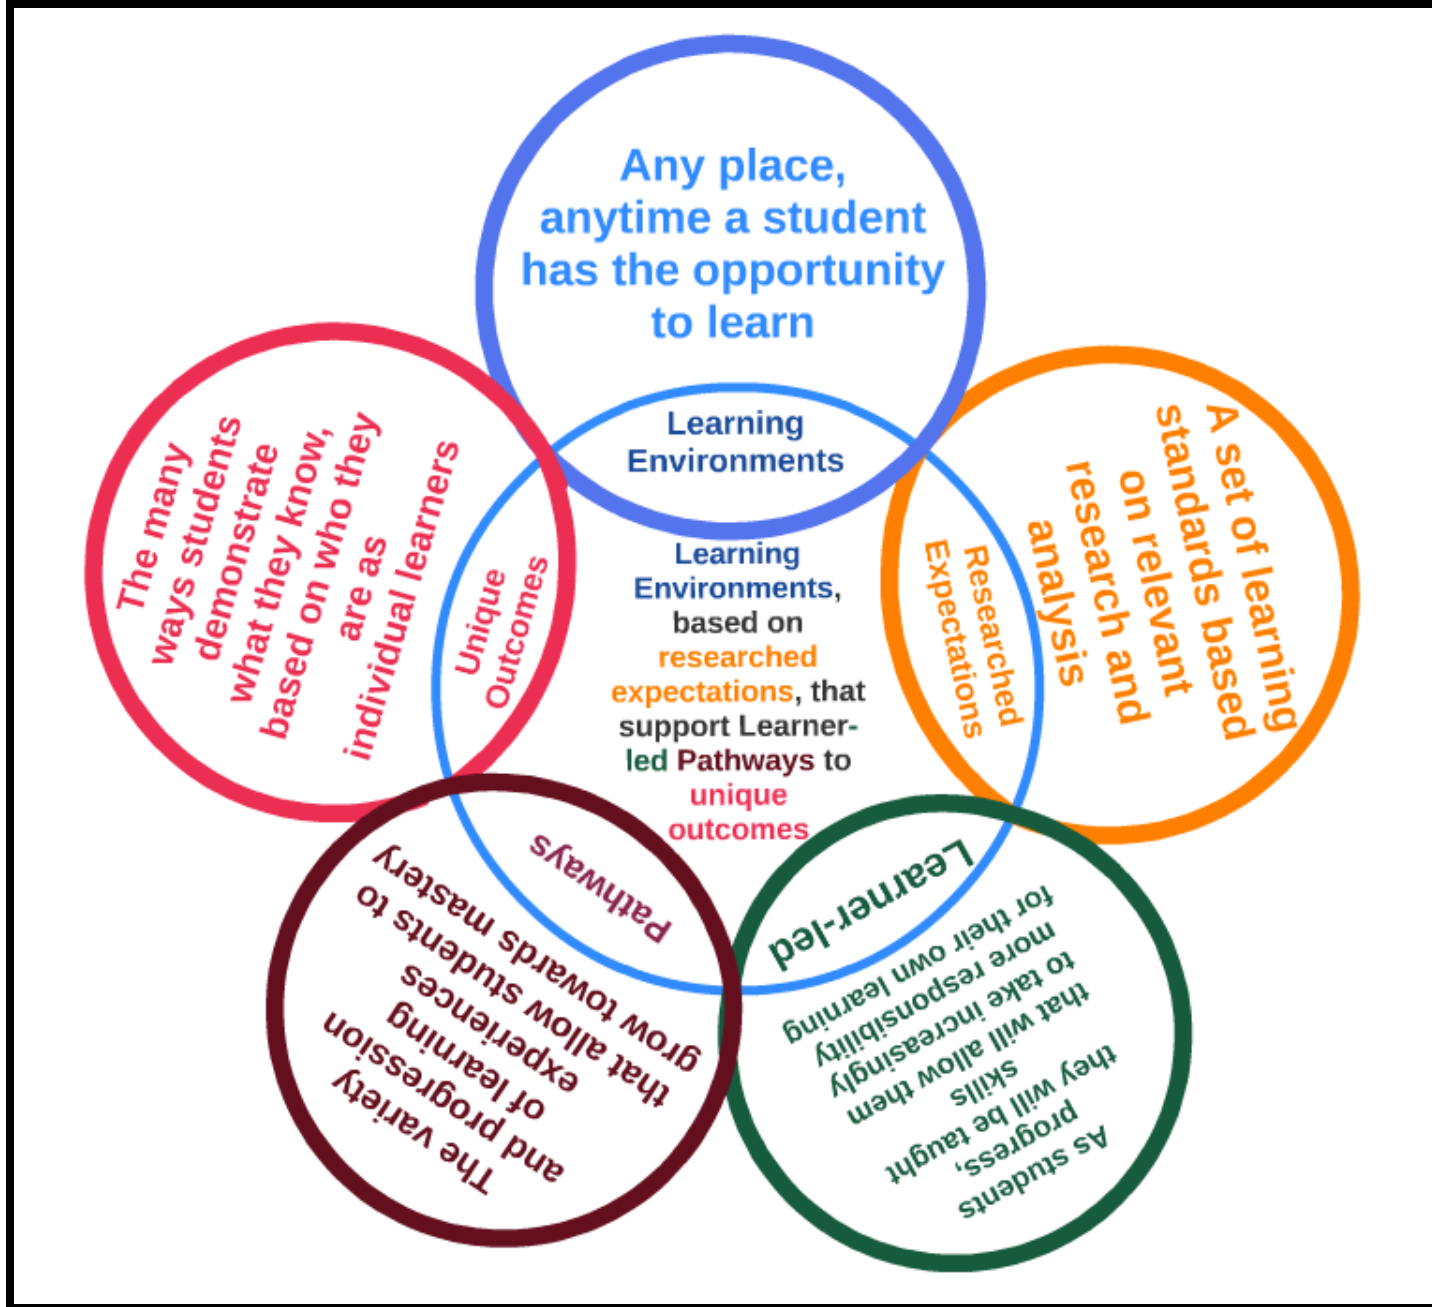 Any place,
anytime a student
has the opportunity
to learn
Learning
Environments
Learning
Environments,
based on
researched
expectations, that
support Learner-
led Pathways to
unique
outcomes
A set of learning
standards based
on relevant
research and
analysis
Researched
Expectations
Learner-led
As students
progress,
they will be taught
skills
that will allow them
to take increasingly
more responsibility
for their own learning
Pathways
The variety
and progression
of learning
experiences
that allow students to
grow towards mastery
The many
ways students
demonstrate
what they know,
based on who they
are as
individual learners
Unique
Outcomes